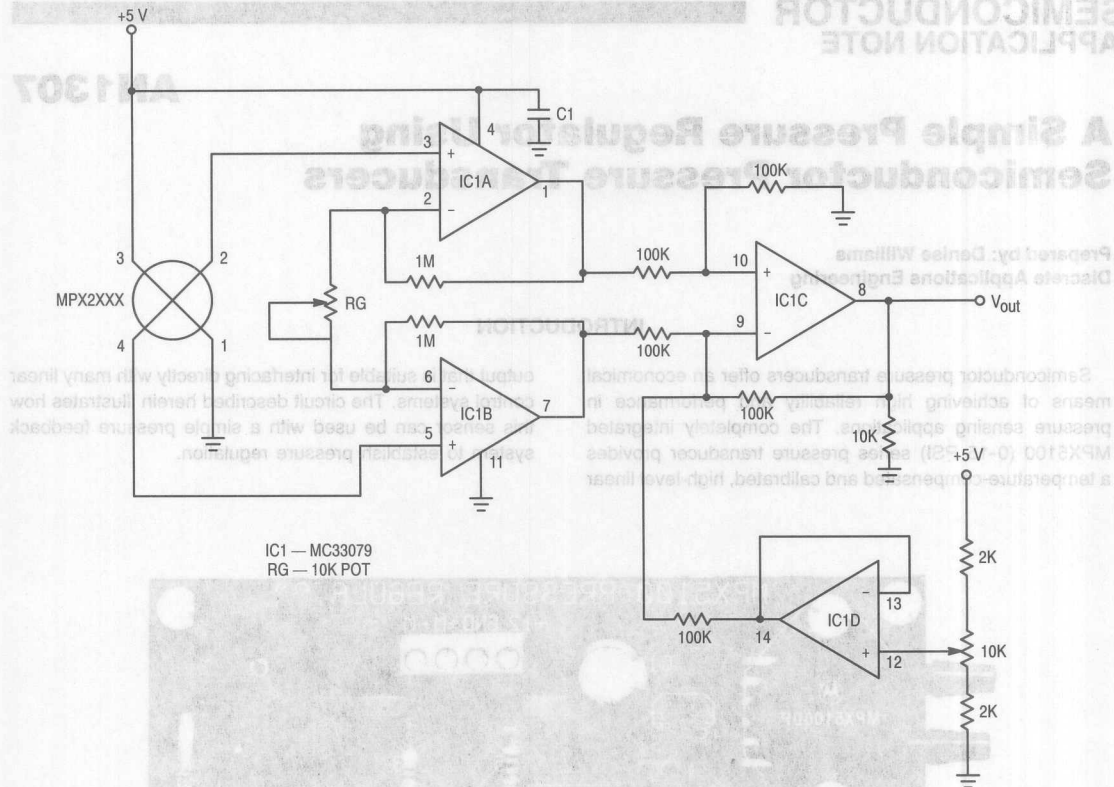 +5 V
SEMICONDUCTOR
APPLICATION NOTE
AN1307
A Simple Pressure Regulator Using
Semiconductor Pressure Transducers
C1
3
4
+
IC1A
1
2
−
100K
Prepared by: Denise Williams
Discrete Applications Engineering
3
2
MPX2XXX
4
1
1M
RG
1M
100K
10
+
IC1C
8
Vout
9
−
100K
INTRODUCTION
Semiconductor pressure transducers offer an economical
means of achieving high reliability and performance in
pressure sensing applications. The completely integrated
MPX5100 (0-15 PSI) series pressure transducer provides
a temperature-compensated and calibrated, high-level linear
output that is suitable for interfacing directly with many linear
control systems. The circuit described herein illustrates how
this sensor can be used with a simple pressure feedback
system to establish pressure regulation.
6
−
IC1B
7
5
+
11
100K
10K
+5 V
IC1 — MC33079
RG — 10K POT
2K
−
13
IC1D
100K
14
+
12
10K
2K
MPX5100DP